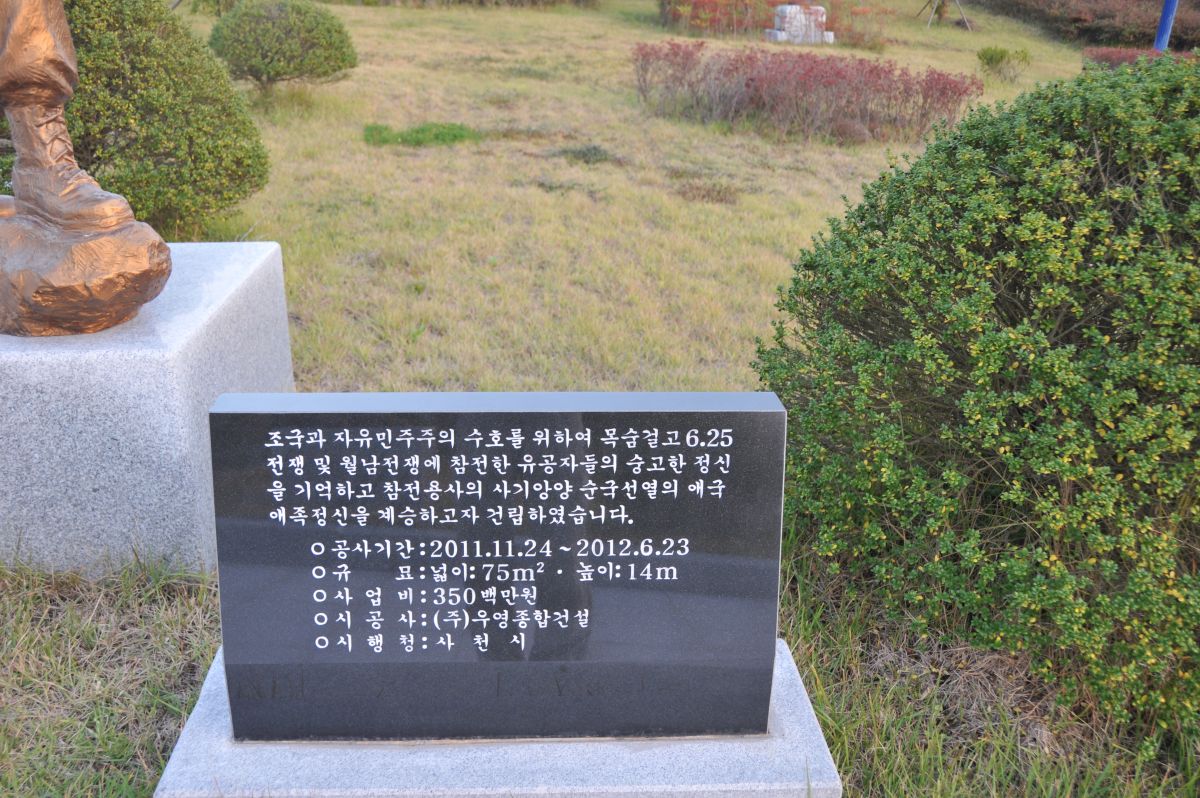 조국과 자유민주주의 수호를 위하여 목숨걸고 6.25
전쟁 및 월남전쟁에 참전한 유공자들의 숭고한 정신
을 기억하고 참전용사의 사기앙양 순국선열의 애국
애족정신을 계승하고자 건립하였습니다.
○ 공사기간 : 2011.11.24 ~ 2012.6.23
○ 규 묘 : 넓이 : 75m² · 높이 : 14m
○ 사 업 비 : 350백만원
○ 시 공 사 : (주)우영종합건설
○ 시 행 청 : 사 천 시